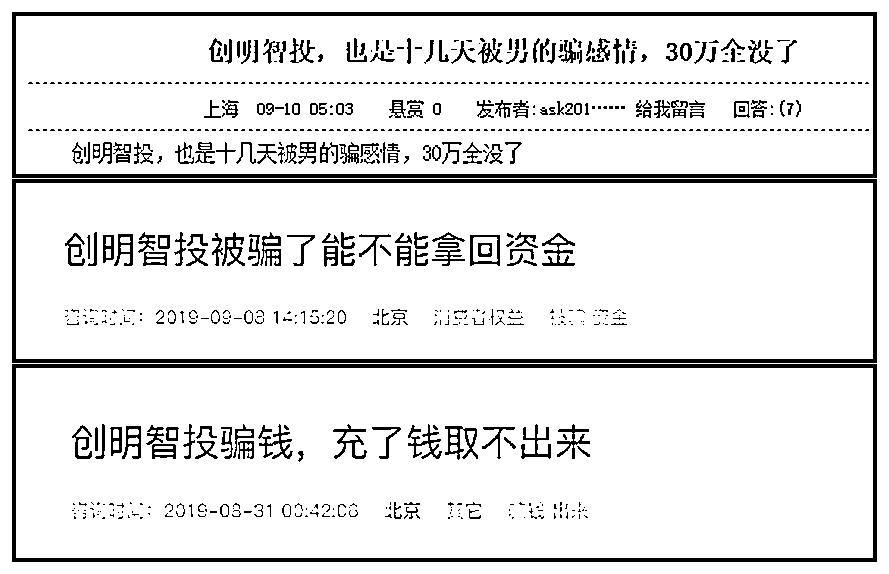 创明智投，也是十几天被男的骗感情，30万全没了
上海 09-10 05:03 悬赏 0 发布者:ask201…… 给我留言 回答:(7)
创明智投，也是十几天被男的骗感情，30万全没了
创明智投被骗了能不能拿回资金
咨询时间: 2019-09-08 14:15:20 北京 消费者权益 被骗 资金
创明智投骗钱，充了钱取不出来
咨询时间: 2019-08-31 00:42:06 北京 其它 出来